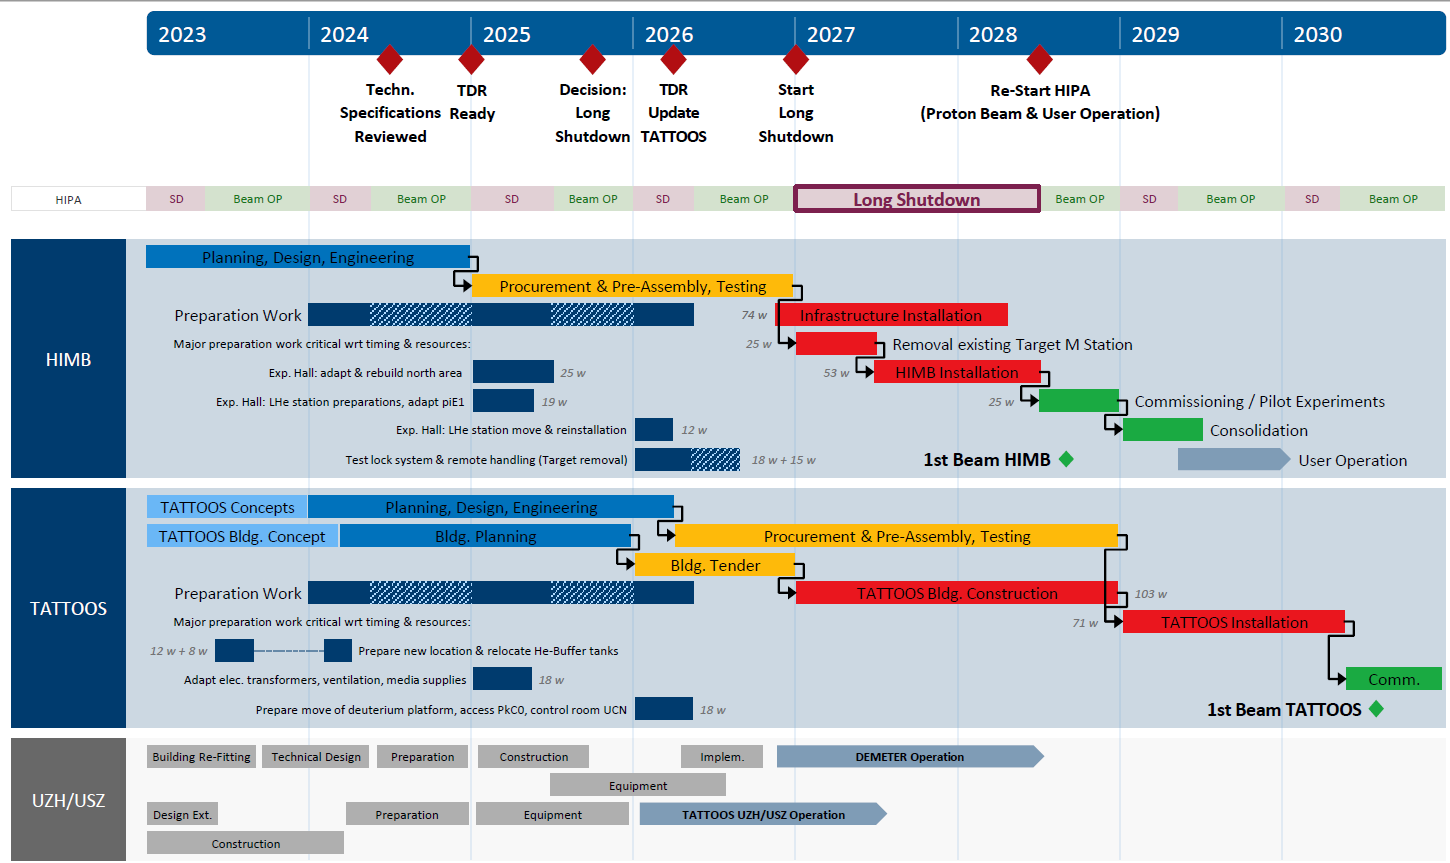 2023 2024 2025 2026 2027 2028 2029 2030
Techn.
Specifications
Reviewed
TDR
Ready
Decision:
Long
Shutdown
TDR
Update
TATTOOS
Start
Long
Shutdown
Re-Start HIPA
(Proton Beam & User Operation)
HIPA SD Beam OP SD Beam OP SD Beam OP SD Beam OP Long Shutdown Beam OP SD Beam OP SD Beam OP
HIMB
Planning, Design, Engineering
Procurement & Pre-Assembly, Testing
Preparation Work 74 w Infrastructure Installation
Major preparation work critical wrt timing & resources: 25 w Removal existing Target M Station
Exp. Hall: adapt & rebuild north area 25 w 53 w HIMB Installation
Exp. Hall: LHe station preparations, adapt piE1 19 w 25 w Commissioning / Pilot Experiments
Exp. Hall: LHe station move & reinstallation 12 w Consolidation
Test lock system & remote handling (Target removal) 18 w + 15 w 1st Beam HIMB User Operation
TATTOOS
TATTOOS Concepts Planning, Design, Engineering
TATTOOS Bldg. Concept Bldg. Planning Procurement & Pre-Assembly, Testing
Bldg. Tender
Preparation Work TATTOOS Bldg. Construction 103 w
Major preparation work critical wrt timing & resources: 71 w TATTOOS Installation
12 w + 8 w Prepare new location & relocate He-Buffer tanks
Adapt elec. transformers, ventilation, media supplies 18 w Comm.
Prepare move of deuterium platform, access PkC0, control room UCN 18 w 1st Beam TATTOOS
UZH/USZ
Building Re-Fitting Technical Design Preparation Construction Implem. DEMETER Operation
Equipment
Design Ext. Preparation Equipment TATTOOS UZH/USZ Operation
Construction